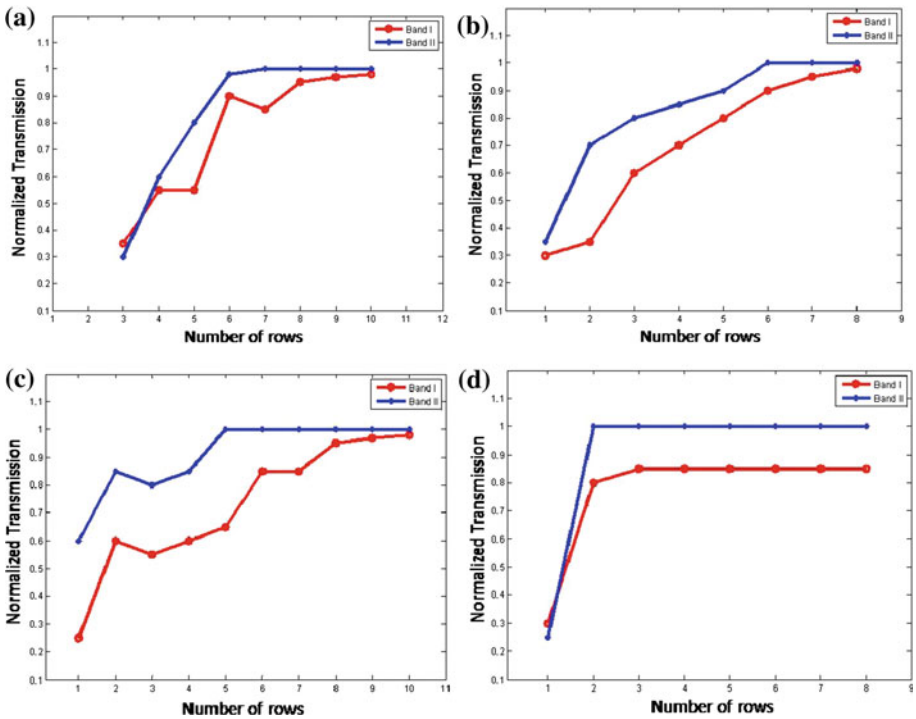 (a)
Band I
Band II
1.1
1
0.9
0.8
0.7
0.6
0.5
0.4
0.3
0.2
0.1
Normalized Transmission
1 2 3 4 5 6 7 8 9 10 11 12
Number of rows
(b)
Band I
Band II
1.1
1
0.9
0.8
0.7
0.6
0.5
0.4
0.3
0.2
0.1
Normalized Transmission
1 2 3 4 5 6 7 8 9
Number of rows
(c)
Band I
Band II
1.1
1
0.9
0.8
0.7
0.6
0.5
0.4
0.3
0.2
0.1
Normalized Transmission
1 2 3 4 5 6 7 8 9 10 11
Number of rows
(d)
Band I
Band II
1.1
1
0.9
0.8
0.7
0.6
0.5
0.4
0.3
0.2
0.1
Normalized Transmission
1 2 3 4 5 6 7 8 9
Number of rows